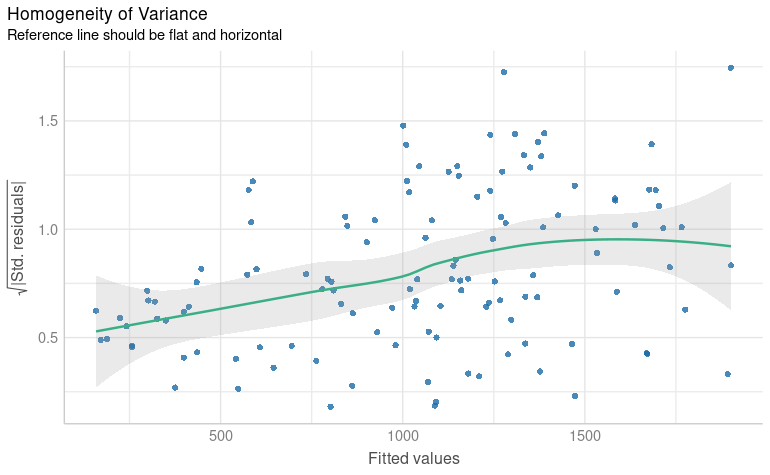 Homogeneity of Variance
Reference line should be flat and horizontal
√|Std. residuals|
1.5
1.0
0.5
500
1000
1500
Fitted values